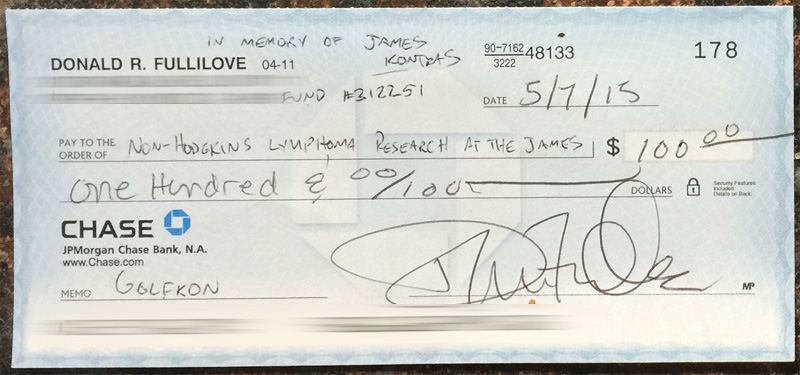 IN MEMORY OF JAMES
KONTRAS
DONALD R. FULLILOVE 04-11
90-7162 48133
3222
178
FUND #312251
DATE 5/7/15
PAY TO THE
ORDER OF NON-HODGKINS LYMPHOMA RESEARCH AT THE JAMES $ 100 00
One Hundred & 00/100 DOLLARS
Security Features
Included.
Details on Back.
CHASE
JPMorgan Chase Bank, N.A.
www.Chase.com
MEMO GOLFKON
MP